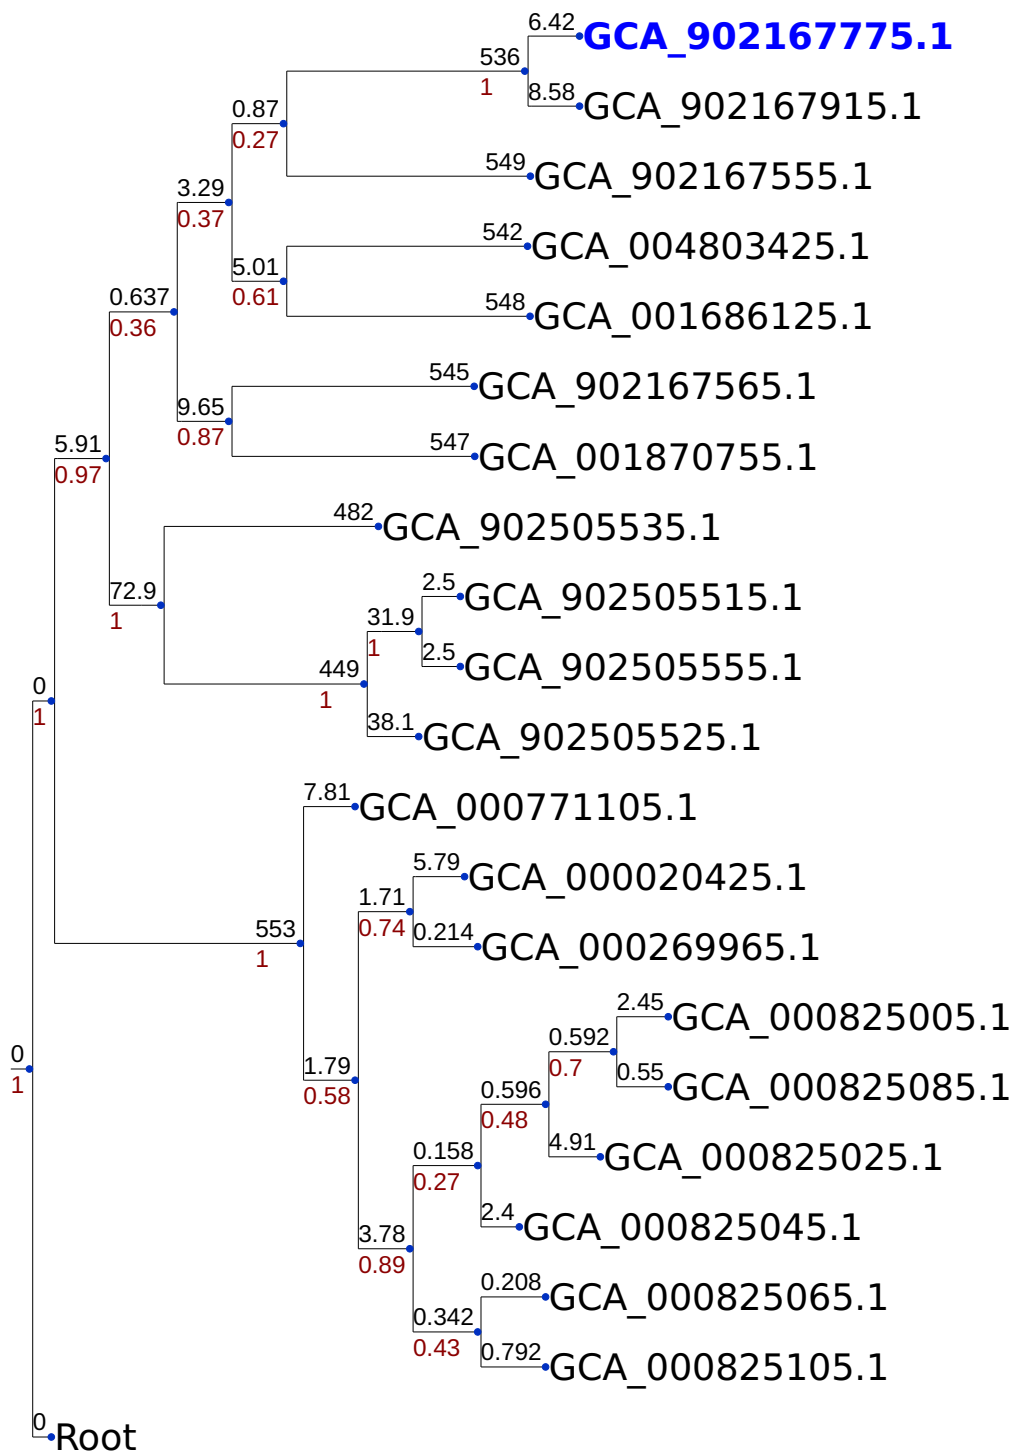 6.42
GCA_902167775.1
536
1
8.58
GCA_902167915.1
0.87
0.27
549
GCA_902167555.1
3.29
0.37
542
GCA_004803425.1
5.01
0.61
548
GCA_001686125.1
0.637
0.36
545
GCA_902167565.1
9.65
0.87
547
GCA_001870755.1
5.91
0.97
482
GCA_902505535.1
72.9
1
2.5
GCA_902505515.1
31.9
1
2.5
GCA_902505555.1
449
1
38.1
GCA_902505525.1
0
1
7.81
GCA_000771105.1
5.79
GCA_000020425.1
1.71
0.74
0.214
GCA_000269965.1
553
1
2.45
GCA_000825005.1
0.592
0.7
0.55
GCA_000825085.1
0
1
1.79
0.58
0.596
0.48
4.91
GCA_000825025.1
0.158
0.27
2.4
GCA_000825045.1
3.78
0.89
0.208
GCA_000825065.1
0.342
0.43
0.792
GCA_000825105.1
0
Root